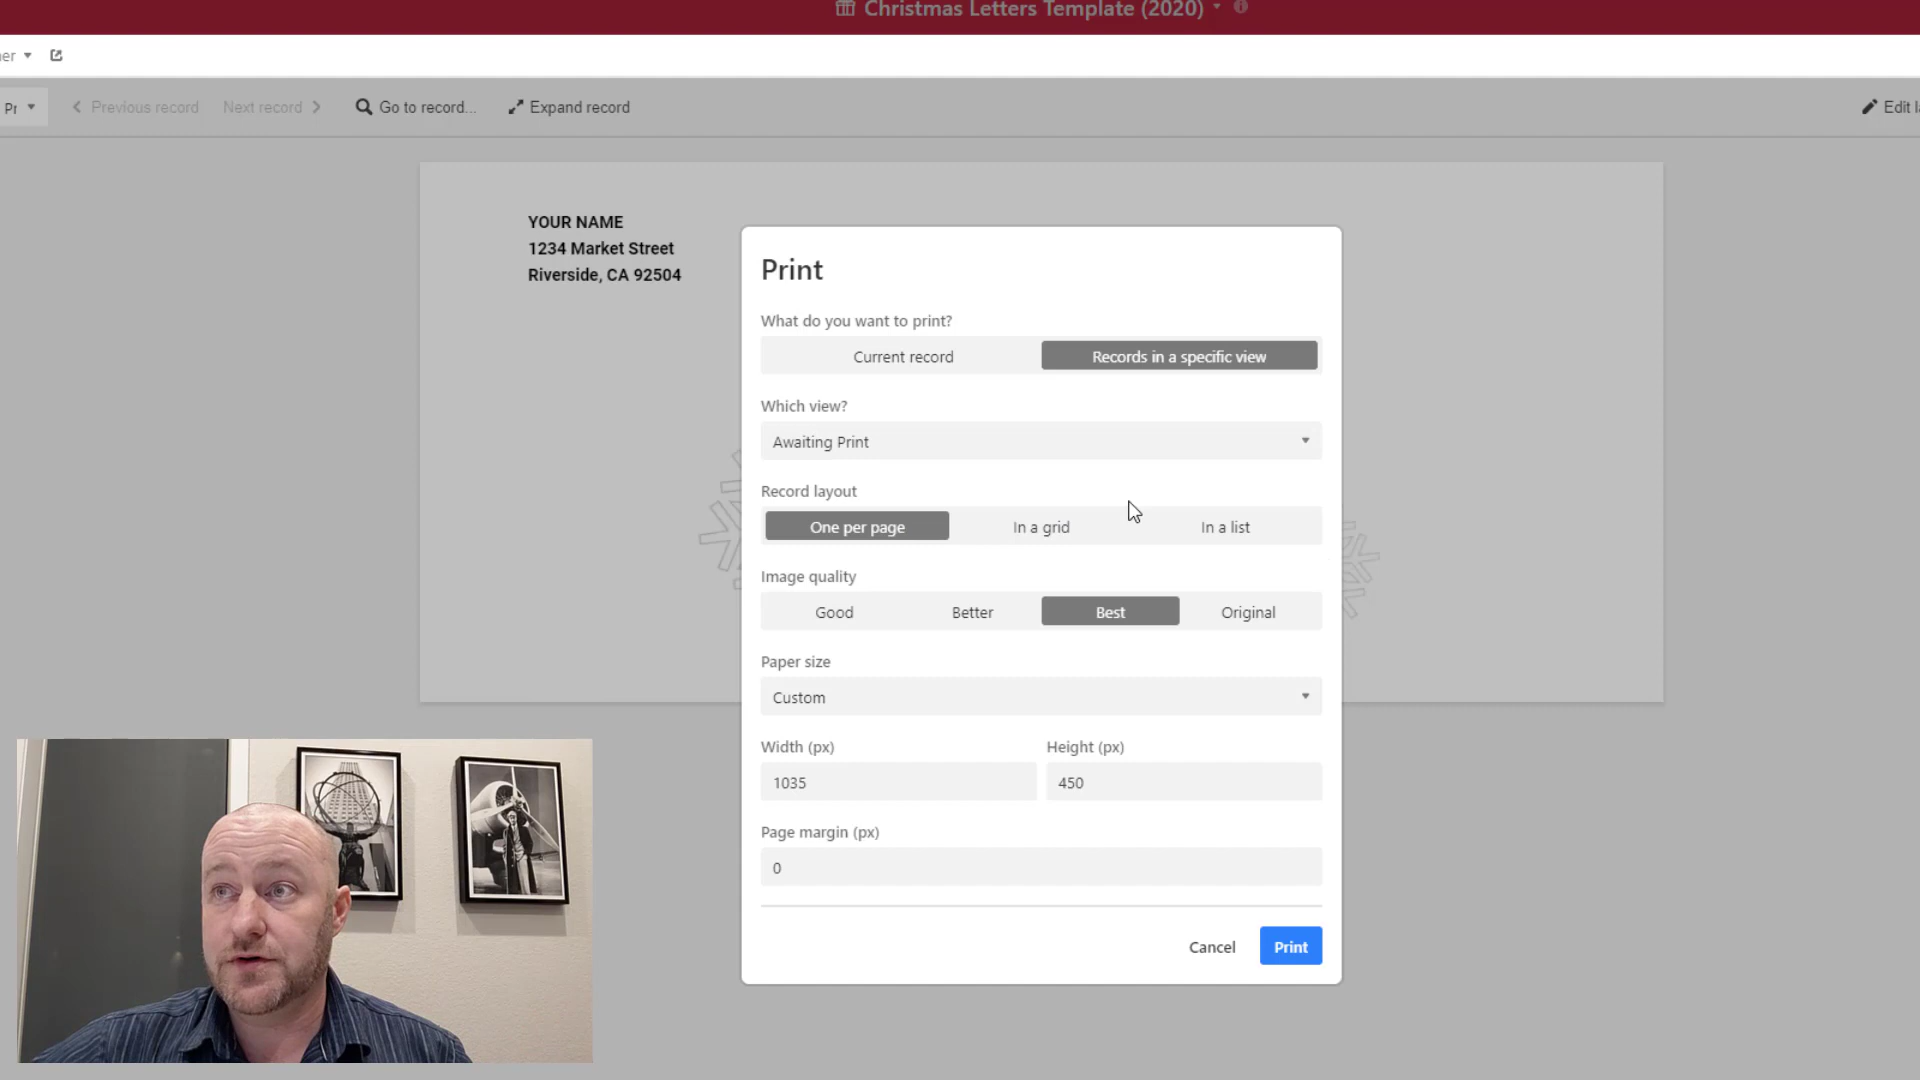 Christmas Letters Template (2020)
er
Pr
Previous record
Next record
Go to record...
Expand record
Edit l
YOUR NAME
1234 Market Street
Riverside, CA 92504
Print
What do you want to print?
Current record
Records in a specific view
Which view?
Awaiting Print
Record layout
One per page
In a grid
In a list
Image quality
Good
Better
Best
Original
Paper size
Custom
Width (px)
Height (px)
1035
450
Page margin (px)
0
Cancel
Print